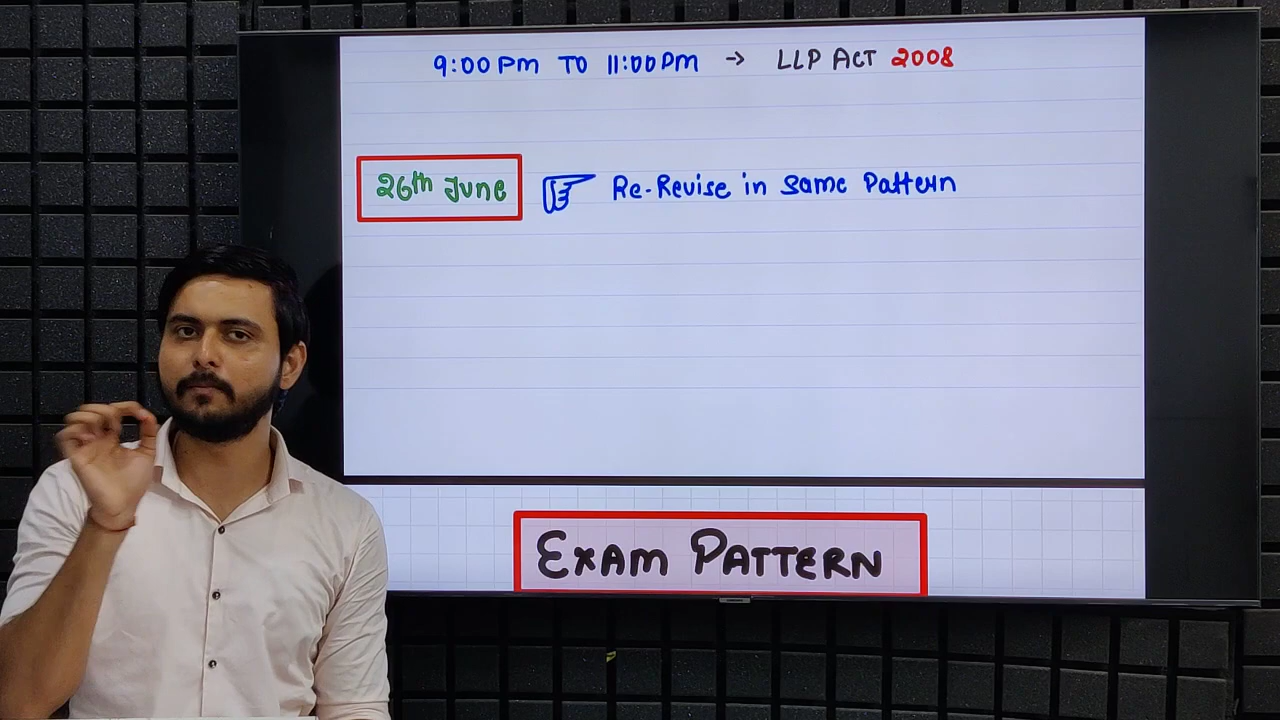 9:00 Pm TO 11:00 Pm → LLP ACT 2008
26th June Re-Revise in same Pattern
EXAM PATTERN